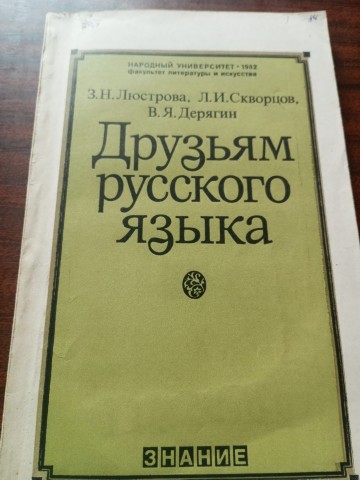 НАРОДНЫЙ УНИВЕРСИТЕТ • 1982
Факультет литературы и искусства
З.Н. Люстрова, Л.И. Скворцов,
В.Я. Дерягин
Друзьям
русского
языка
ЗНАНИЕ